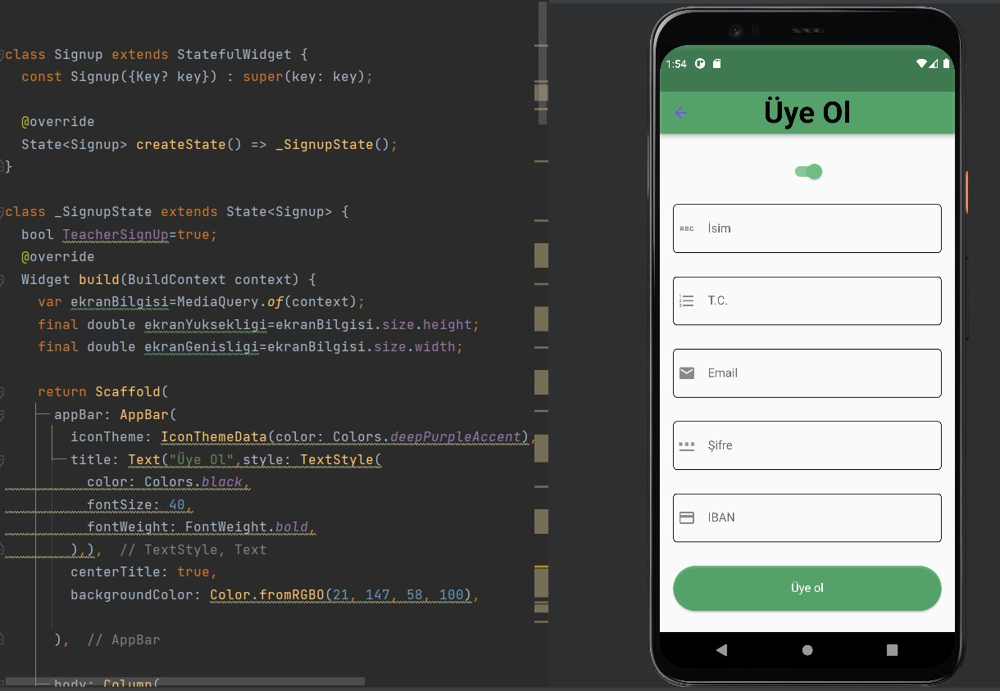 class Signup extends StatefulWidget {
const Signup({Key? key}) : super(key: key);
@override
State<Signup> createState() => _SignupState();
}
class _SignupState extends State<Signup> {
bool TeacherSignUp=true;
@override
Widget build(BuildContext context) {
var ekranBilgisi=MediaQuery.of(context);
final double ekranYuksekligi=ekranBilgisi.size.height;
final double ekranGenisligi=ekranBilgisi.size.width;
return Scaffold(
appBar: AppBar(
iconTheme: IconThemeData(color: Colors.deepPurpleAccent),
title: Text("Üye Ol",style: TextStyle(
color: Colors.black,
fontSize: 40,
fontWeight: FontWeight.bold,
),), // TextStyle, Text
centerTitle: true,
backgroundColor: Color.fromRGBO(21, 147, 58, 100),
), // AppBar
body: Column(
1:54
Üye Ol
ABC İsim
T.C.
Email
*** Şifre
IBAN
Üye ol